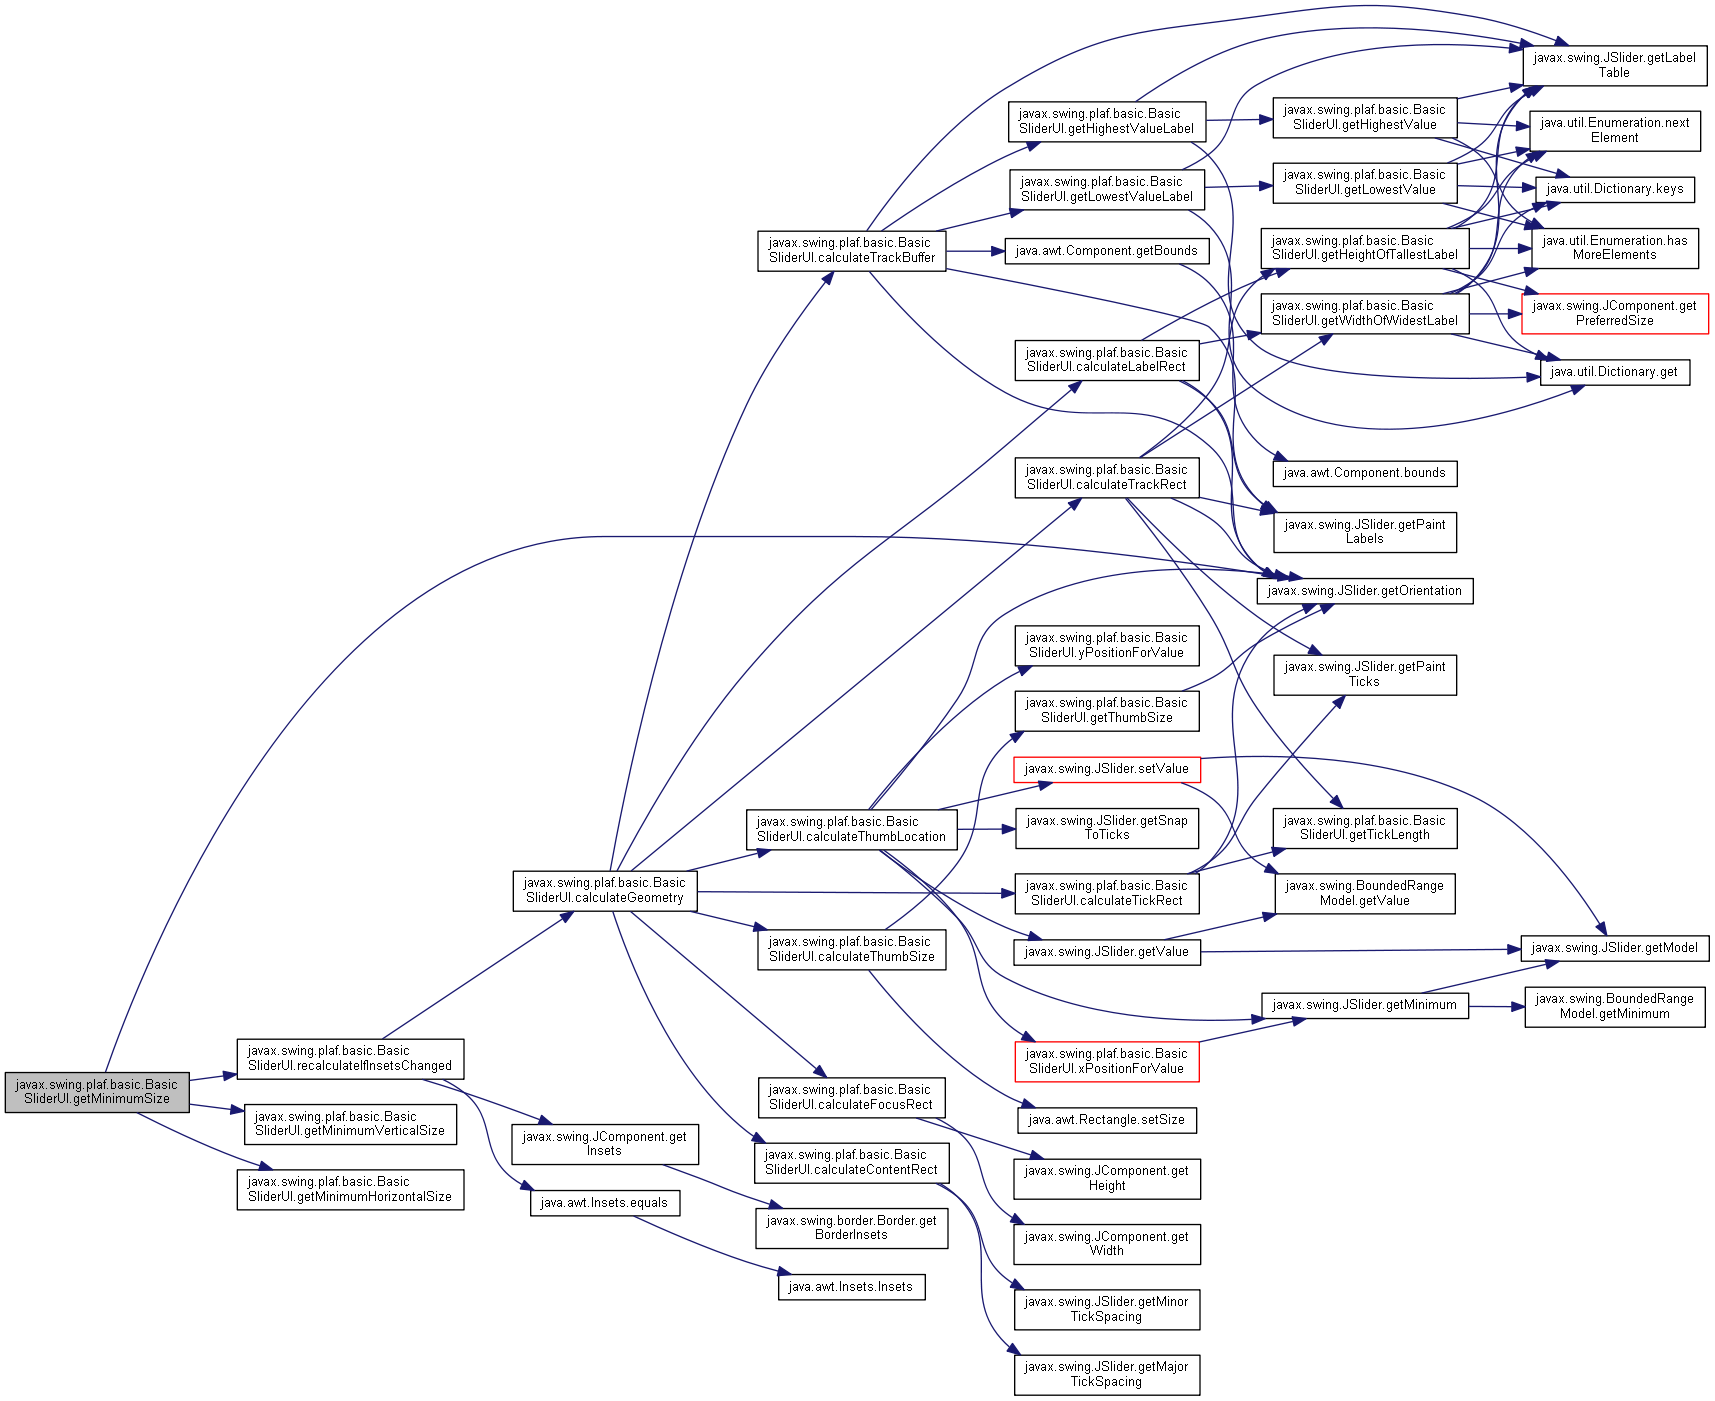 javax.swing.plaf.basic.Basic
SliderUI.getMinimumSize
javax.swing.plaf.basic.Basic
SliderUI.recalculateIfInsetsChanged
javax.swing.plaf.basic.Basic
SliderUI.getMinimumVerticalSize
javax.swing.plaf.basic.Basic
SliderUI.getMinimumHorizontalSize
javax.swing.plaf.basic.Basic
SliderUI.calculateGeometry
javax.swing.JComponent.get
Insets
java.awt.Insets.equals
javax.swing.plaf.basic.Basic
SliderUI.calculateTrackBuffer
javax.swing.plaf.basic.Basic
SliderUI.calculateThumbLocation
javax.swing.plaf.basic.Basic
SliderUI.calculateThumbSize
javax.swing.plaf.basic.Basic
SliderUI.calculateFocusRect
javax.swing.plaf.basic.Basic
SliderUI.calculateContentRect
javax.swing.border.Border.get
BorderInsets
java.awt.Insets.Insets
javax.swing.plaf.basic.Basic
SliderUI.getHighestValueLabel
javax.swing.plaf.basic.Basic
SliderUI.getLowestValueLabel
java.awt.Component.getBounds
javax.swing.plaf.basic.Basic
SliderUI.calculateLabelRect
javax.swing.plaf.basic.Basic
SliderUI.calculateTrackRect
javax.swing.plaf.basic.Basic
SliderUI.yPositionForValue
javax.swing.plaf.basic.Basic
SliderUI.getThumbSize
javax.swing.JSlider.setValue
javax.swing.JSlider.getSnap
ToTicks
javax.swing.plaf.basic.Basic
SliderUI.calculateTickRect
javax.swing.JSlider.getValue
javax.swing.plaf.basic.Basic
SliderUI.xPositionForValue
java.awt.Rectangle.setSize
javax.swing.JComponent.get
Height
javax.swing.JComponent.get
Width
javax.swing.JSlider.getMinor
TickSpacing
javax.swing.JSlider.getMajor
TickSpacing
javax.swing.plaf.basic.Basic
SliderUI.getHighestValue
javax.swing.plaf.basic.Basic
SliderUI.getLowestValue
javax.swing.plaf.basic.Basic
SliderUI.getHeightOfTallestLabel
javax.swing.plaf.basic.Basic
SliderUI.getWidthOfWidestLabel
java.awt.Component.bounds
javax.swing.JSlider.getPaint
Labels
javax.swing.JSlider.getOrientation
javax.swing.JSlider.getPaint
Ticks
javax.swing.plaf.basic.Basic
SliderUI.getTickLength
javax.swing.BoundedRange
Model.getValue
javax.swing.JSlider.getMinimum
javax.swing.JSlider.getLabel
Table
java.util.Enumeration.next
Element
java.util.Dictionary.keys
java.util.Enumeration.has
MoreElements
javax.swing.JComponent.get
PreferredSize
java.util.Dictionary.get
javax.swing.JSlider.getModel
javax.swing.BoundedRange
Model.getMinimum